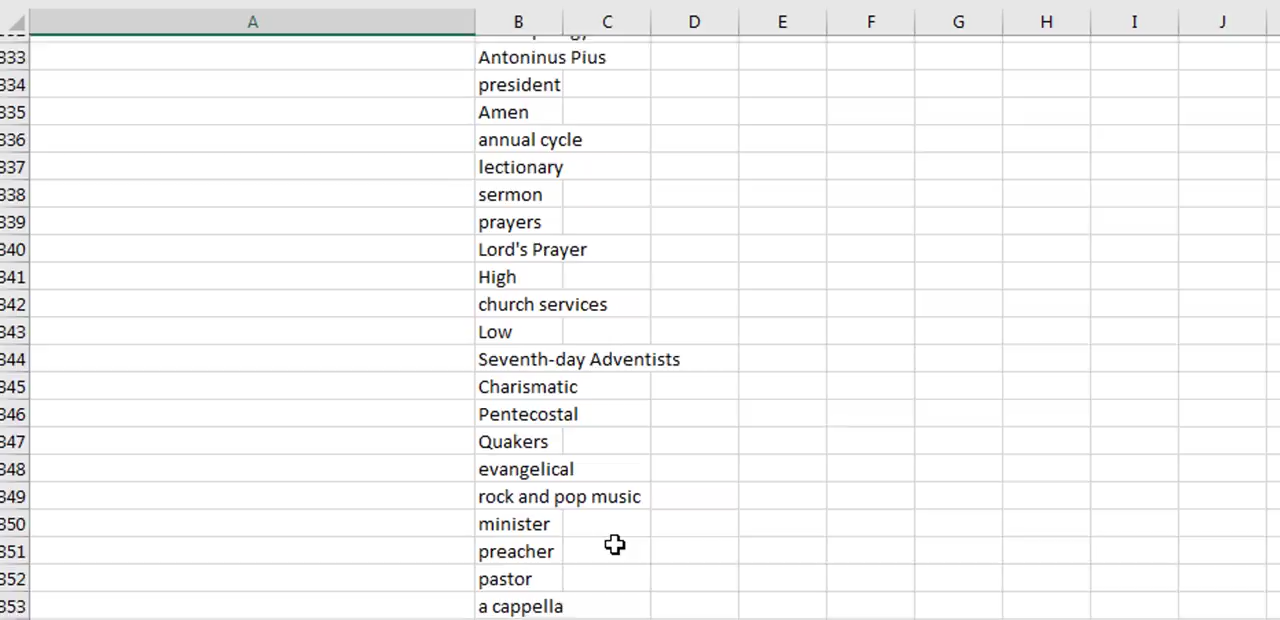 A B C D E F G H I J
333 Antoninus Pius
334 president
335 Amen
336 annual cycle
337 lectionary
338 sermon
339 prayers
340 Lord's Prayer
341 High
342 church services
343 Low
344 Seventh-day Adventists
345 Charismatic
346 Pentecostal
347 Quakers
348 evangelical
349 rock and pop music
350 minister
351 preacher
352 pastor
353 a cappella